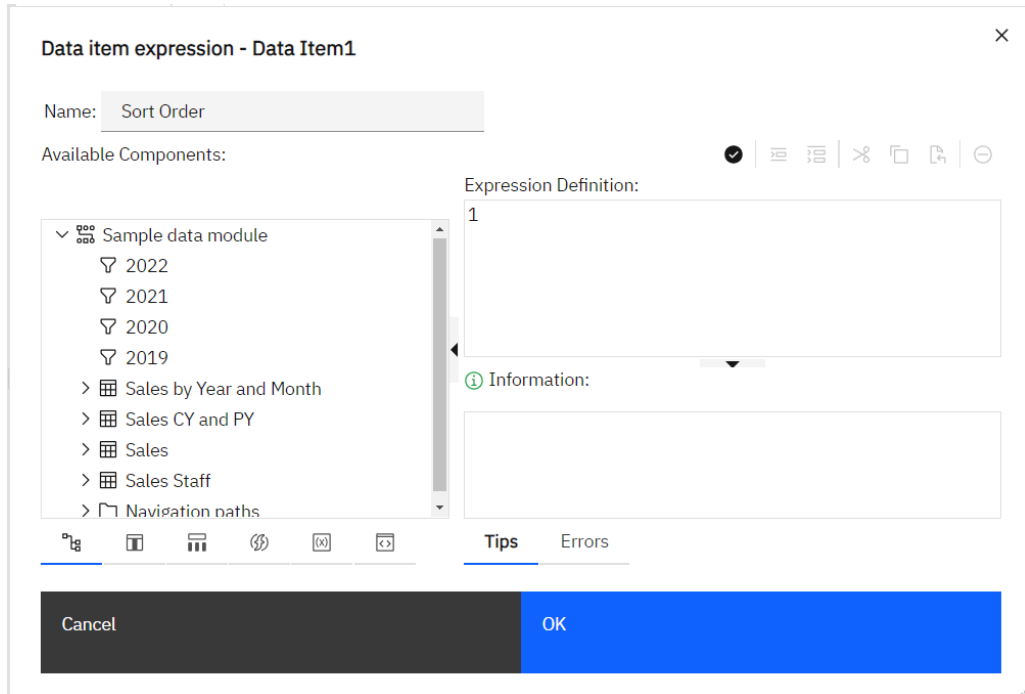 Data item expression - Data Item1
Name: Sort Order
Available Components:
Expression Definition:
1
Sample data module
2022
2021
2020
2019
Sales by Year and Month
Sales CY and PY
Sales
Sales Staff
Navigation paths
Information:
Tips Errors
Cancel OK